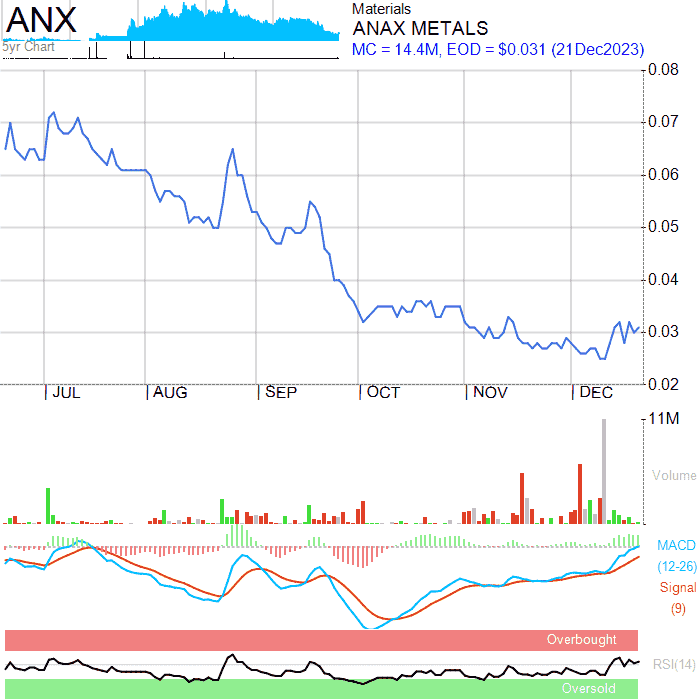 ANX
5yr Chart
Materials
ANAX METALS
MC = 14.4M, EOD = $0.031 (21Dec2023)
0.08
0.07
0.06
0.05
0.04
0.03
0.02
JUL AUG SEP OCT NOV DEC
11M
Volume
MACD
(12-26)
Signal
(9)
Overbought
RSI(14)
Oversold